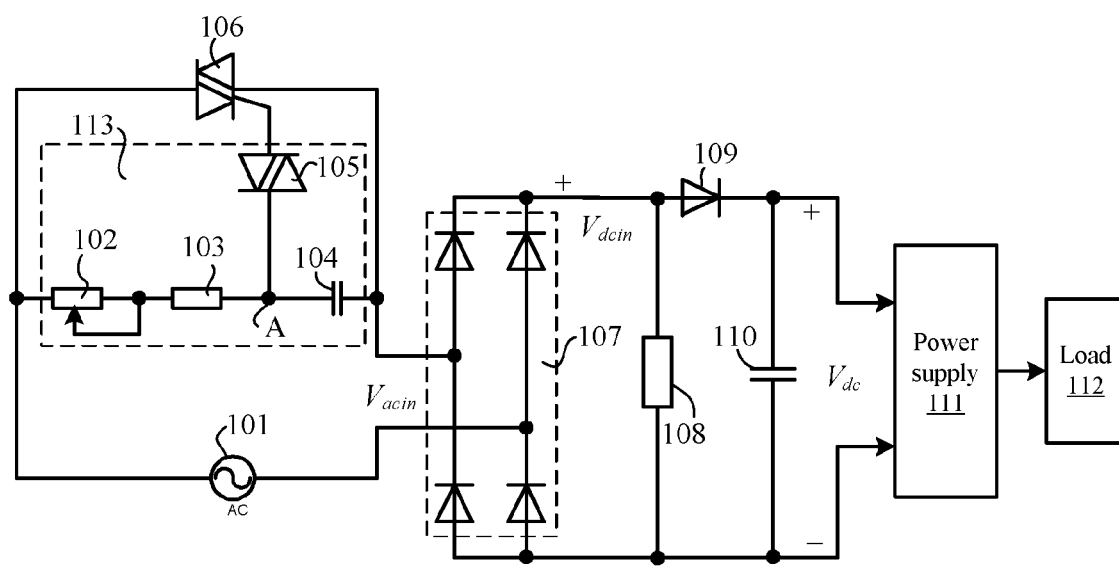 106
113
105
109
+
+
V_dcin
102
103
104
A
107
110
Power
supply
111
Load
112
V_dc
V_acin
108
101
AC
−